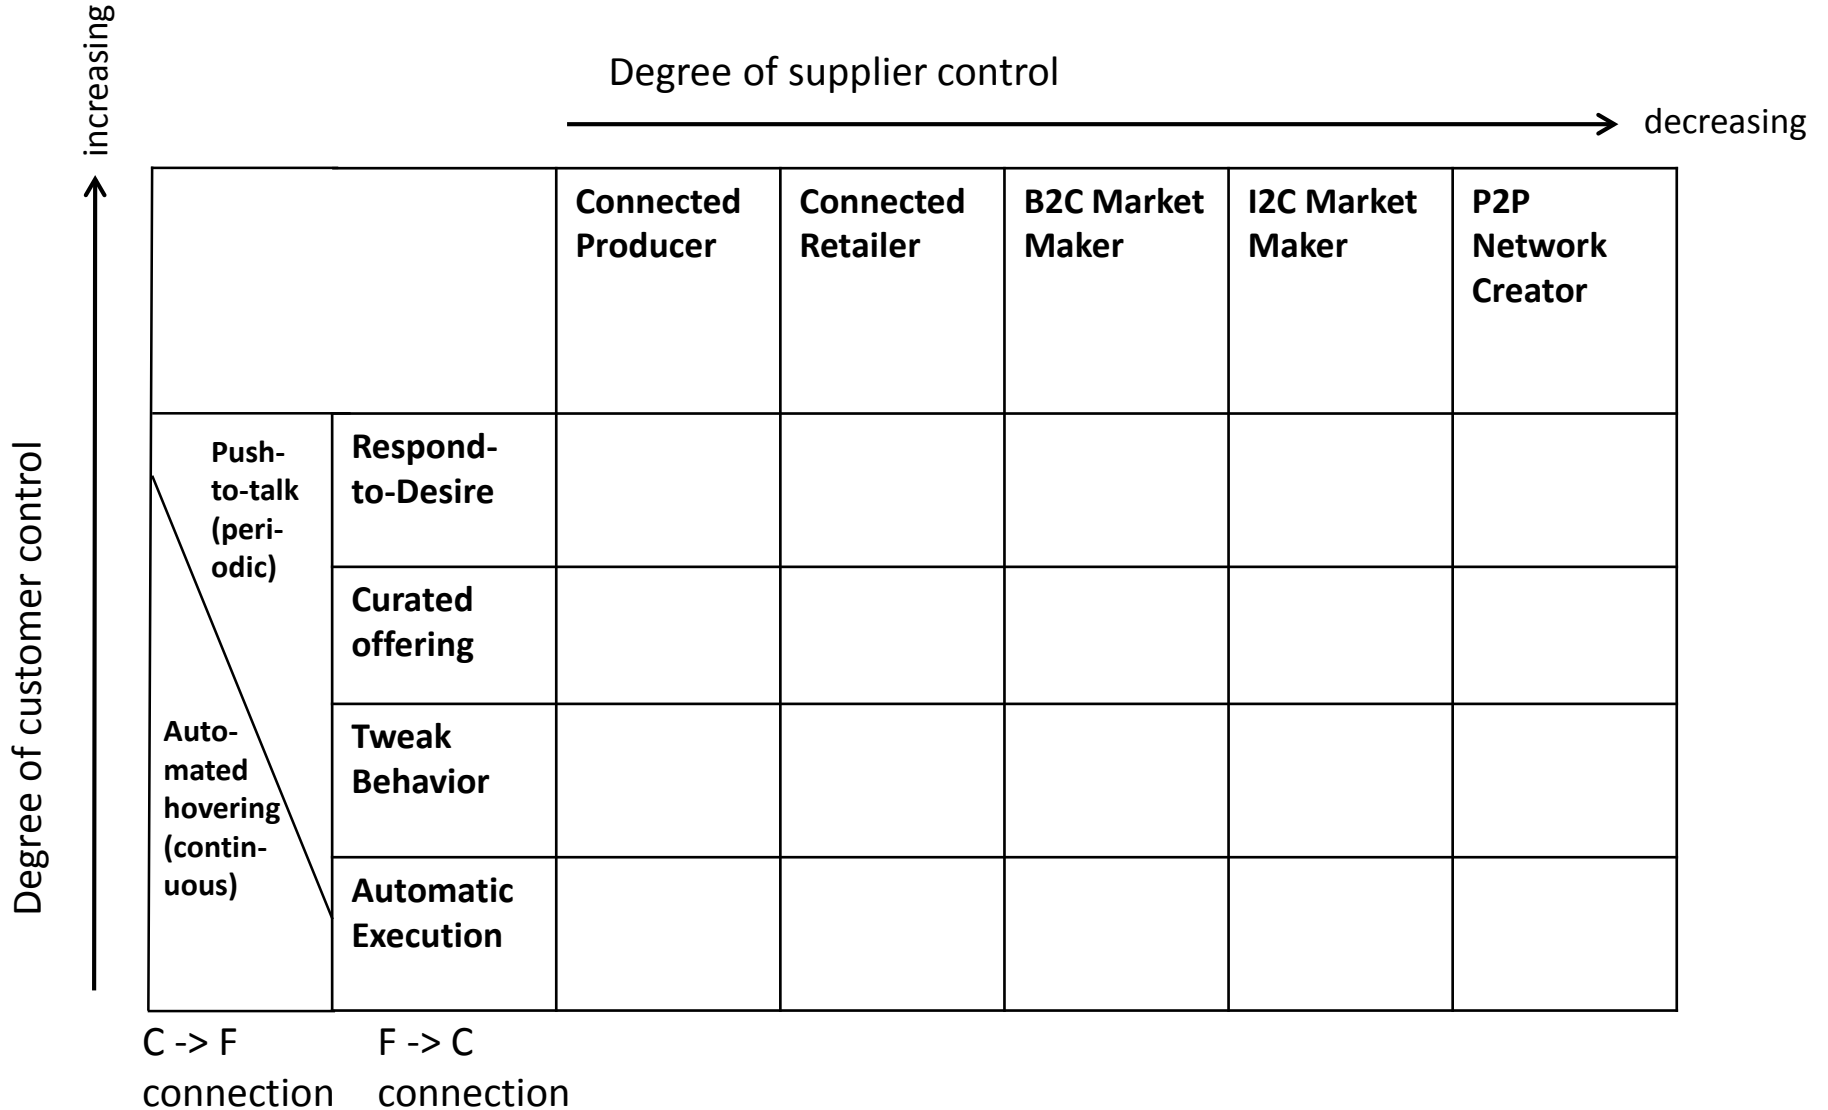 increasing
Degree of supplier control
decreasing
Connected
Producer
Connected
Retailer
B2C Market
Maker
I2C Market
Maker
P2P
Network
Creator
Degree of customer control
Push-
to-talk
(peri-
odic)
Auto-
mated
hovering
(contin-
uous)
Respond-
to-Desire
Curated
offering
Tweak
Behavior
Automatic
Execution
C -> F
connection
F -> C
connection